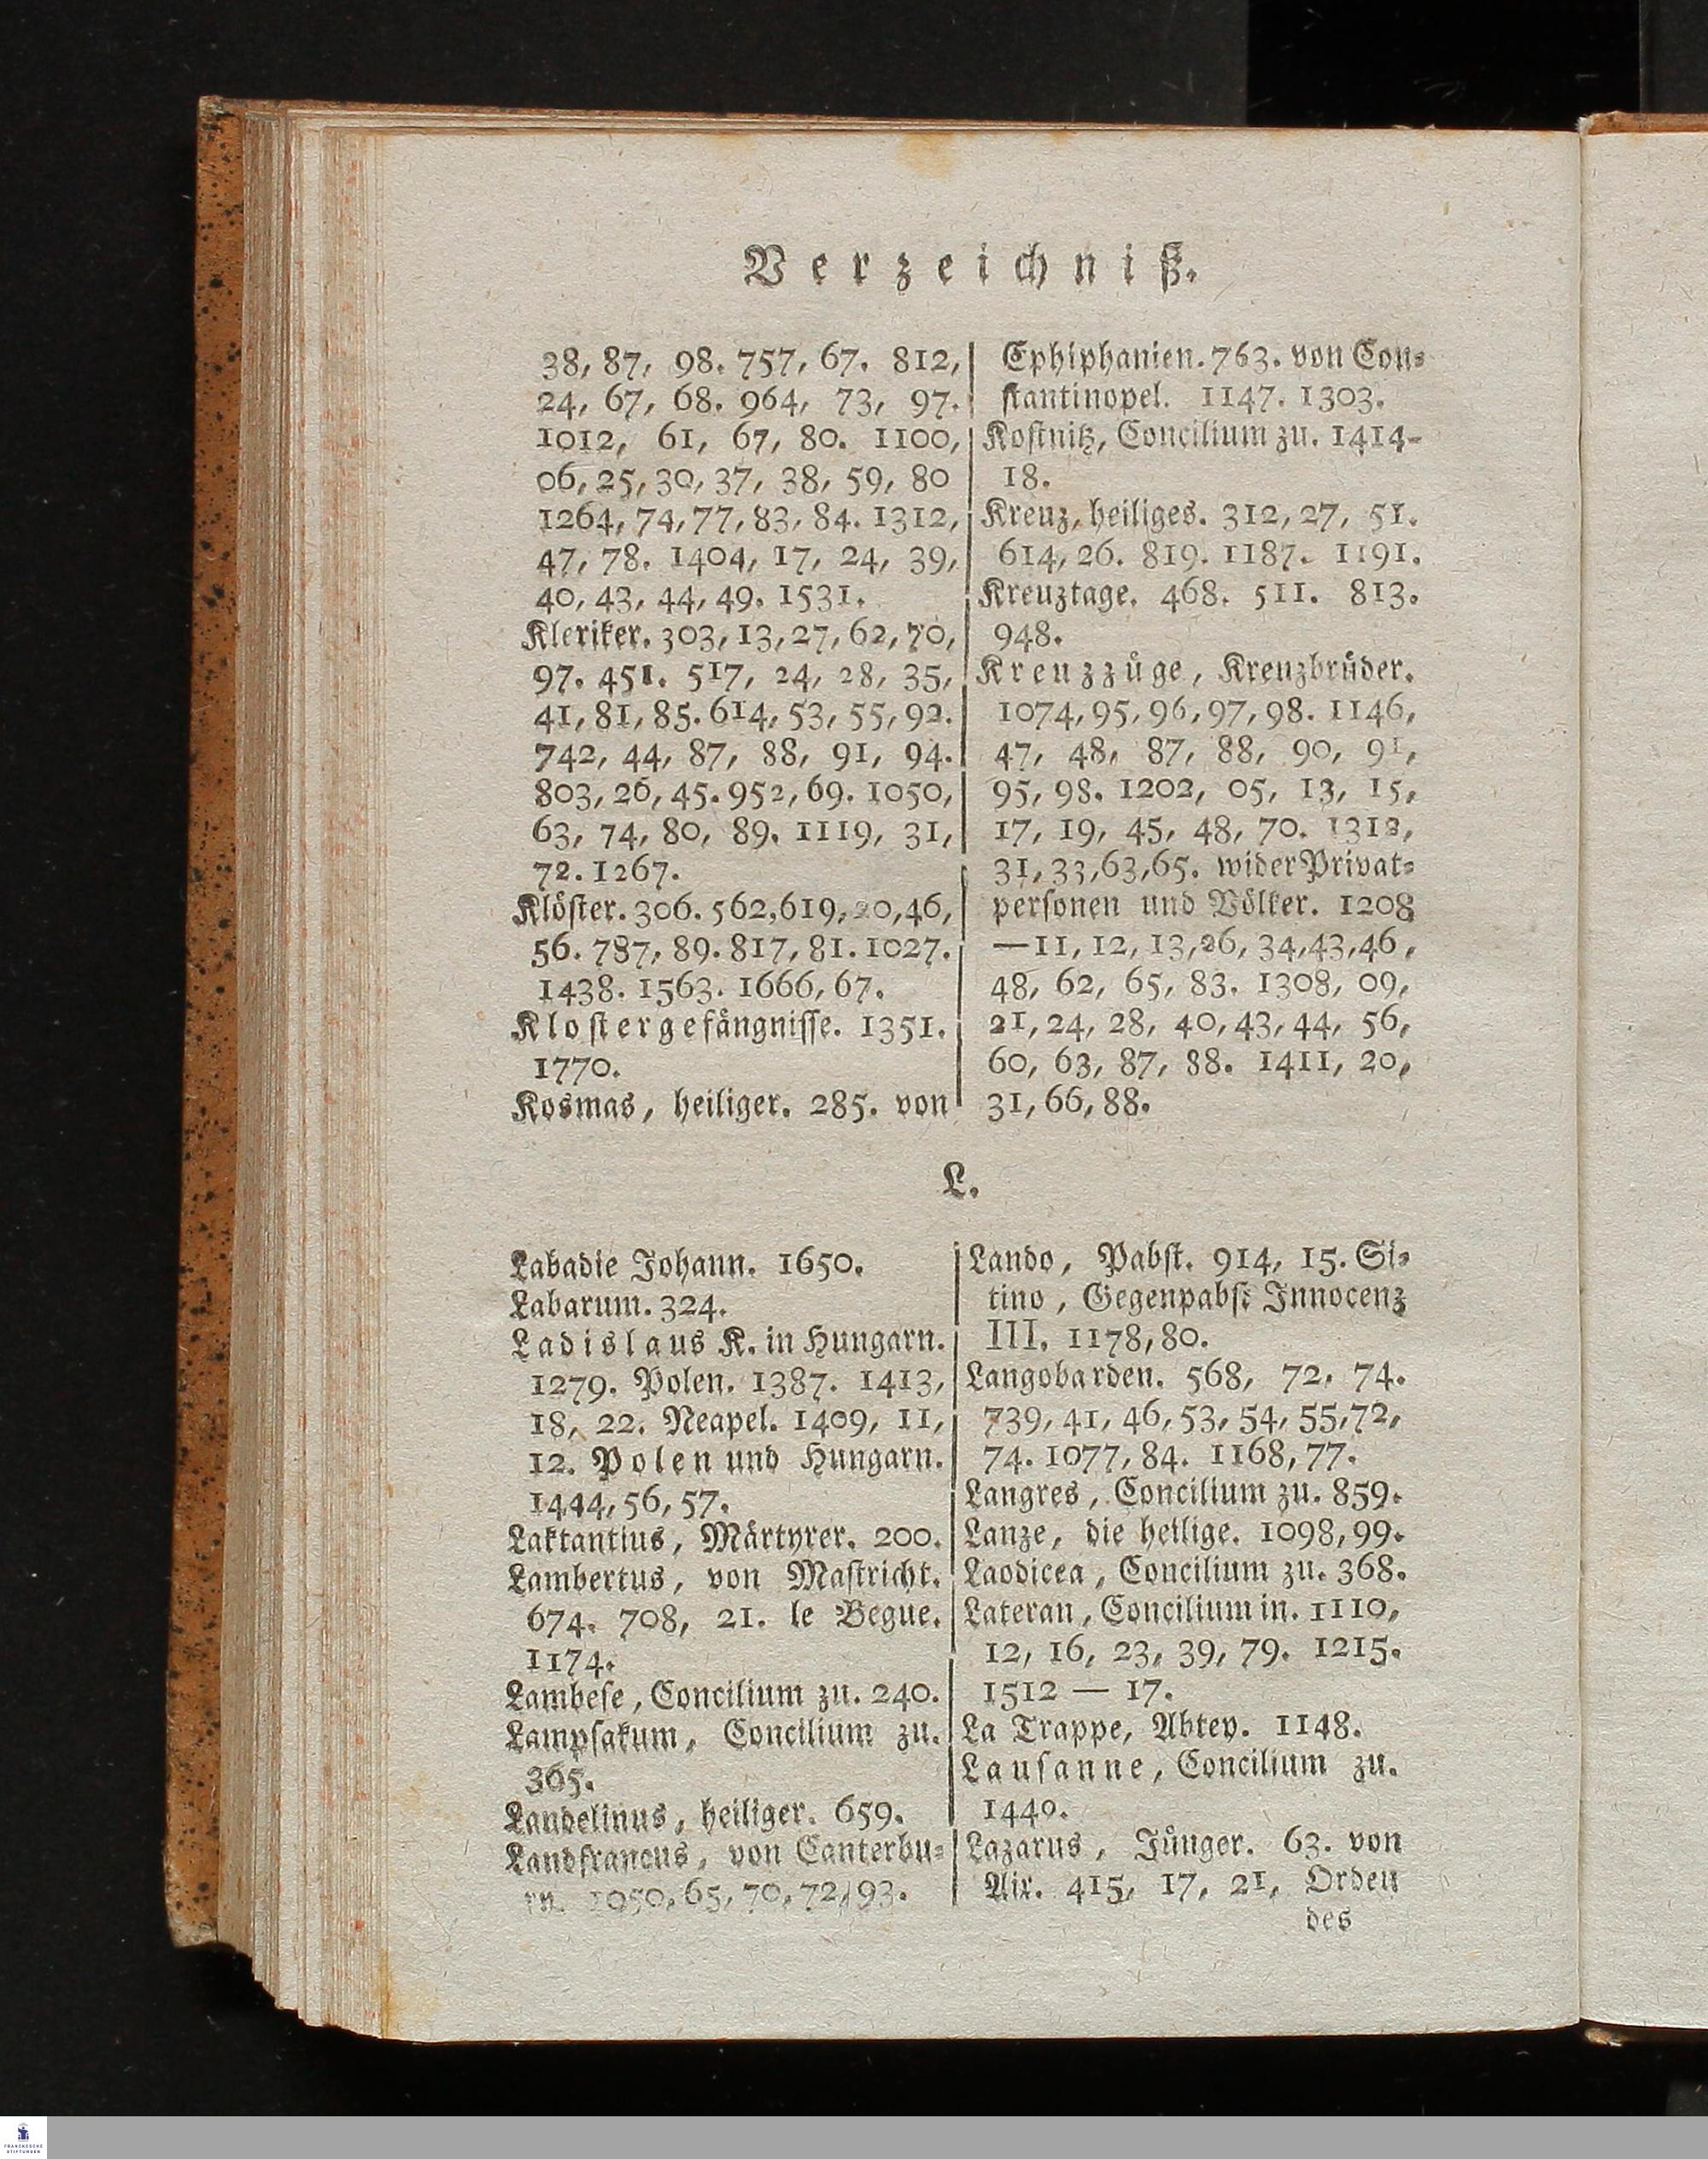 Verzeichniß.
38, 87, 98. 757, 67. 812,
24, 67, 68. 964, 73, 97.
1012, 61, 67, 80. 1100,
06, 25, 30, 37, 38, 59, 80
1264, 74, 77, 83, 84. 1312,
47, 78. 1404, 17, 24, 39,
40, 43, 44, 49. 1531.
Kleriker. 303, 13, 27, 62, 70,
97. 451. 517, 24, 28, 35,
41, 81, 85. 614, 53, 55, 92.
742, 44, 87, 88, 91, 94.
803, 26, 45. 952, 69. 1050,
63, 74, 80, 89. 1119, 31,
72. 1267.
Klöster. 306. 562, 619, 20, 46,
56. 787, 89. 817, 81. 1027.
1438. 1563. 1666, 67.
Klostergefängnisse. 1351.
1770.
Kosmas, heiliger. 285. von
Ephiphanien. 763. von Con-
stantinopel. 1147. 1303.
Kostnitz, Concilium zu. 1414-
18.
Kreuz, heiliges. 312, 27, 51.
614, 26. 819. 1187. 1191.
Kreuztage. 468. 511. 813.
948.
Kreuzzüge, Kreuzbrüder.
1074, 95, 96, 97, 98. 1146,
47, 48, 87, 88, 90, 91,
95, 98. 1202, 05, 13, 15,
17, 19, 45, 48, 70. 1312,
31, 33, 63, 65. wider Privat-
personen und Völker. 1208
—11, 12, 13, 26, 34, 43, 46,
48, 62, 65, 83. 1308, 09,
21, 24, 28, 40, 43, 44, 56,
60, 63, 87, 88. 1411, 20,
31, 66, 88.
L.
Labadie Johann. 1650.
Labarum. 324.
Ladislaus K. in Hungarn.
1279. Polen. 1387. 1413,
18, 22. Neapel. 1409, 11,
12. Polen und Hungarn.
1444, 56, 57.
Laktantius, Märtyrer. 200.
Lambertus, von Mastricht.
674. 708, 21. le Begue.
1174.
Lambese, Concilium zu. 240.
Lampsakum, Concilium zu.
365.
Landelinus, heiliger. 659.
Landfrancus, von Canterbu-
ry. 1050, 65, 70, 72, 93.
Lando, Pabst. 914, 15. Si-
tino, Gegenpabst Innocenz
III. 1178, 80.
Langobarden. 568, 72, 74.
739, 41, 46, 53, 54, 55, 72,
74. 1077, 84. 1168, 77.
Langres, Concilium zu. 859.
Lanze, die heilige. 1098, 99.
Laodicea, Concilium zu. 368.
Lateran, Concilium in. 1110,
12, 16, 23, 39, 79. 1215.
1512 — 17.
La Trappe, Abtey. 1148.
Lausanne, Concilium zu.
1440.
Lazarus, Jünger. 63. von
Aix. 415, 17, 21, Orden
des
FRANCKESCHE
STIFTUNGEN